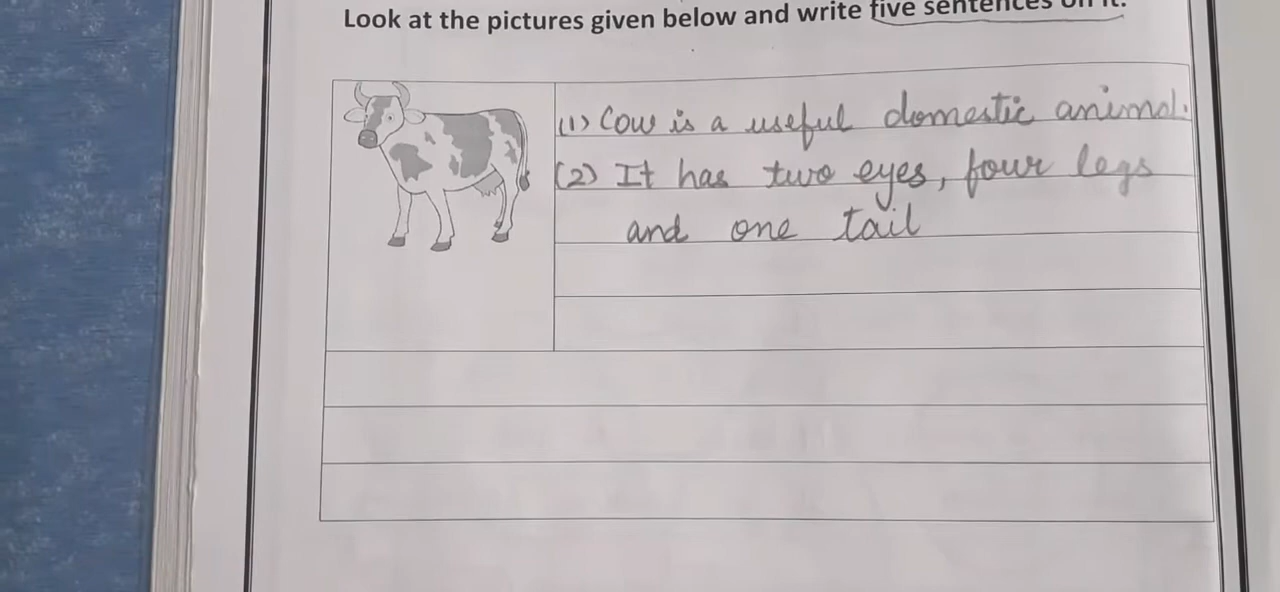 Look at the pictures given below and write five sentences on it.
(1) Cow is a useful domestic animal.
(2) It has two eyes, four legs
and one tail